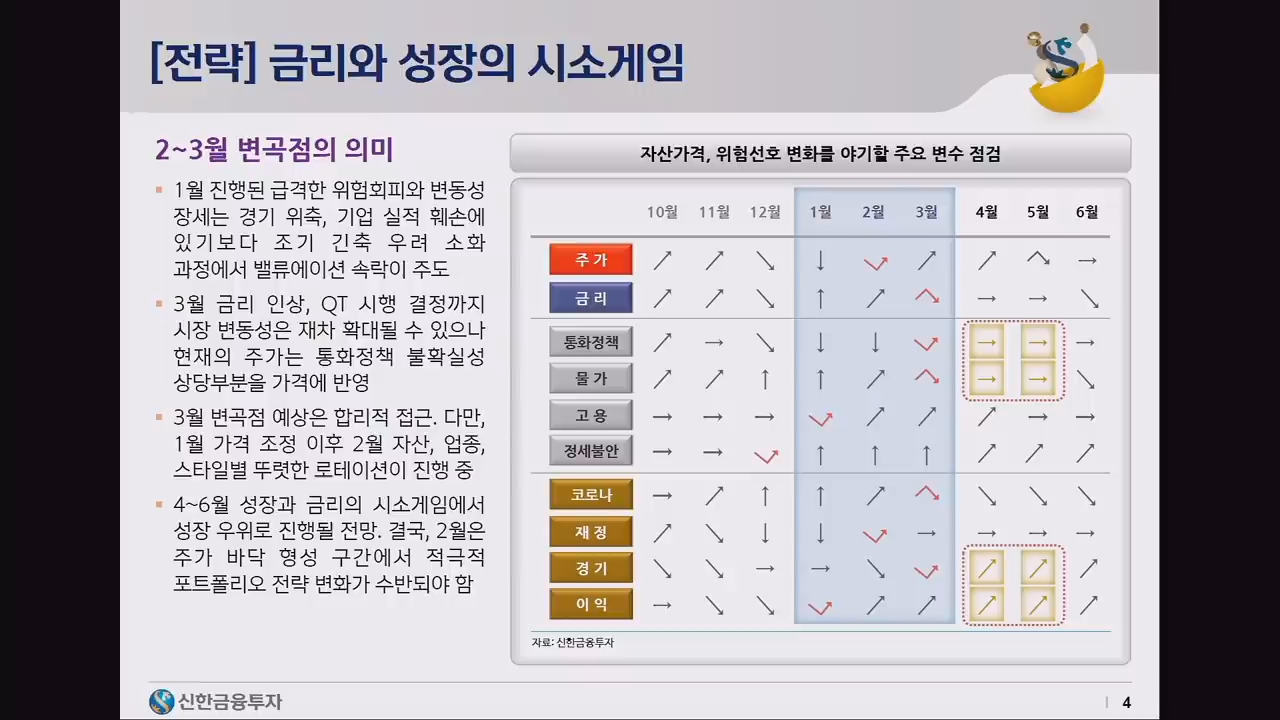 [전략] 금리와 성장의 시소게임
2~3월 변곡점의 의미
1월 진행된 급격한 위험회피와 변동성
장세는 경기 위축, 기업 실적 훼손에
있기보다 조기 긴축 우려 소화
과정에서 밸류에이션 속락이 주도
3월 금리 인상, QT 시행 결정까지
시장 변동성은 재차 확대될 수 있으나
현재의 주가는 통화정책 불확실성
상당부분을 가격에 반영
3월 변곡점 예상은 합리적 접근. 다만,
1월 가격 조정 이후 2월 자산, 업종,
스타일별 뚜렷한 로테이션이 진행 중
4~6월 성장과 금리의 시소게임에서
성장 우위로 진행될 전망. 결국, 2월은
주가 바닥 형성 구간에서 적극적
포트폴리오 전략 변화가 수반되야 함
자산가격, 위험선호 변화를 야기할 주요 변수 점검
10월 11월 12월 1월 2월 3월 4월 5월 6월
주 가 ↗ ↗ ↘ ↓ ↗ ↗ →
금 리 ↗ ↗ ↘ ↑ ↗ → → ↘
통화정책 ↗ → ↘ ↓ ↓ → → →
물 가 ↗ ↗ ↑ ↑ ↗ → → ↘
고 용 → → → ↗ ↗ ↗ → →
정세불안 → → ↑ ↑ ↑ ↗ ↗ ↗
코로나 → ↗ ↑ ↑ ↗ ↘ ↘ ↘
재 정 ↗ ↘ ↓ ↓ → → → →
경 기 ↘ ↘ → → ↘ ↗ ↗ ↗
이 익 → ↘ ↘ ↗ ↗ ↗ ↗ ↗
자료: 신한금융투자
신한금융투자
4